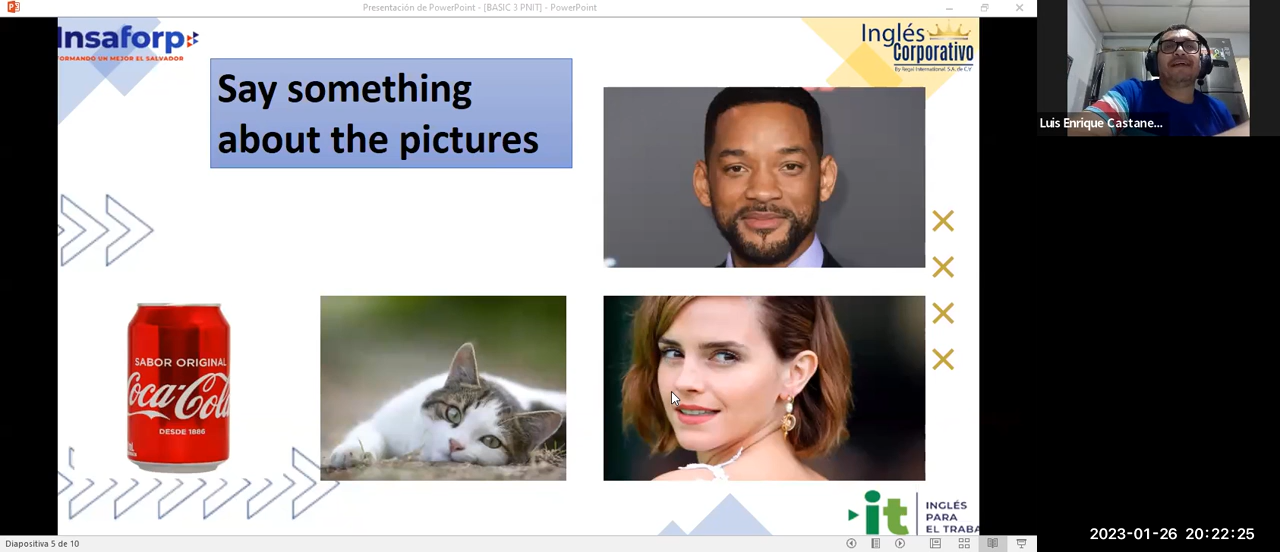 Presentación de PowerPoint - [BASIC 3 PNIT] - PowerPoint
Insaforp
FORMANDO UN MEJOR EL SALVADOR
Inglés
Corporativo
By Regal International, S.A. de C.V
Say something
about the pictures
Luis Enrique Castane...
SABOR ORIGINAL
Coca-Cola
DESDE 1886
it
INGLÉS
PARA
EL TRABA
2023-01-26 20:22:25
Diapositiva 5 de 10